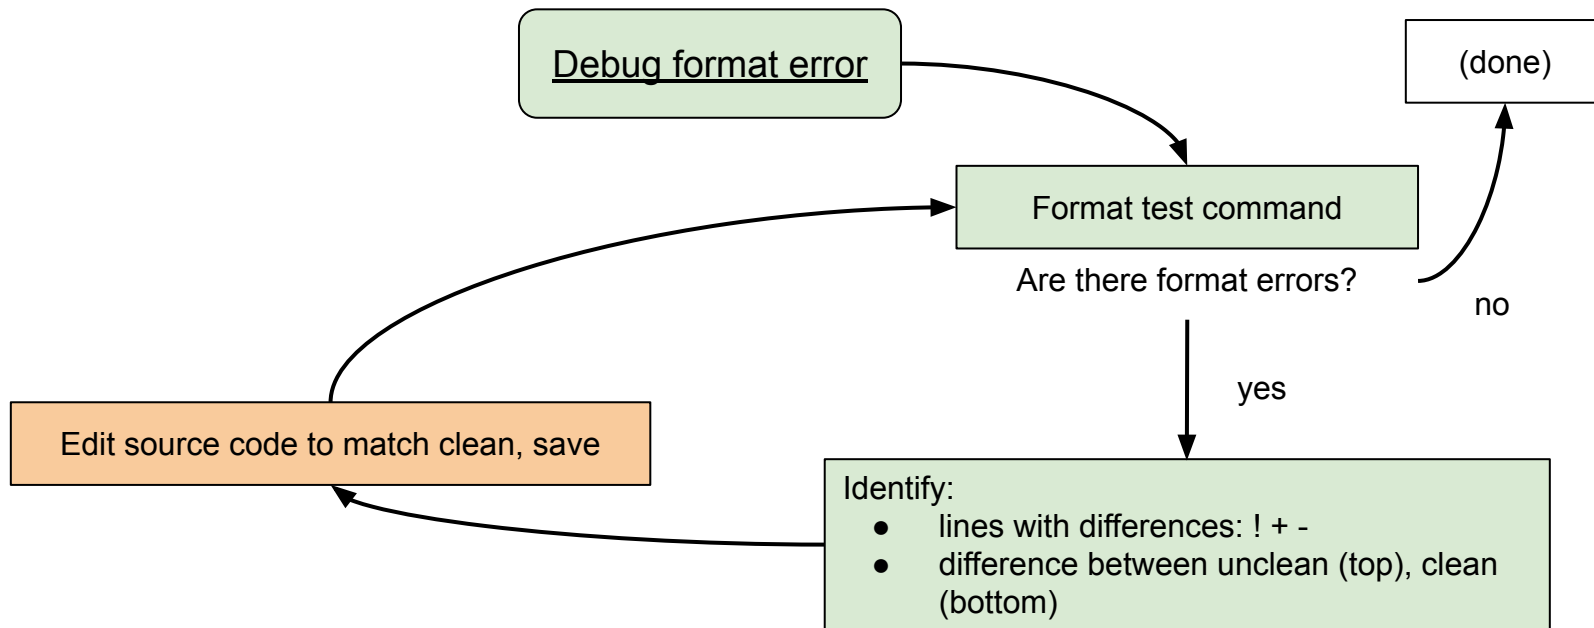 Debug format error
(done)
Format test command
Are there format errors?
no
yes
Edit source code to match clean, save
Identify:
● lines with differences: ! + -
● difference between unclean (top), clean
(bottom)